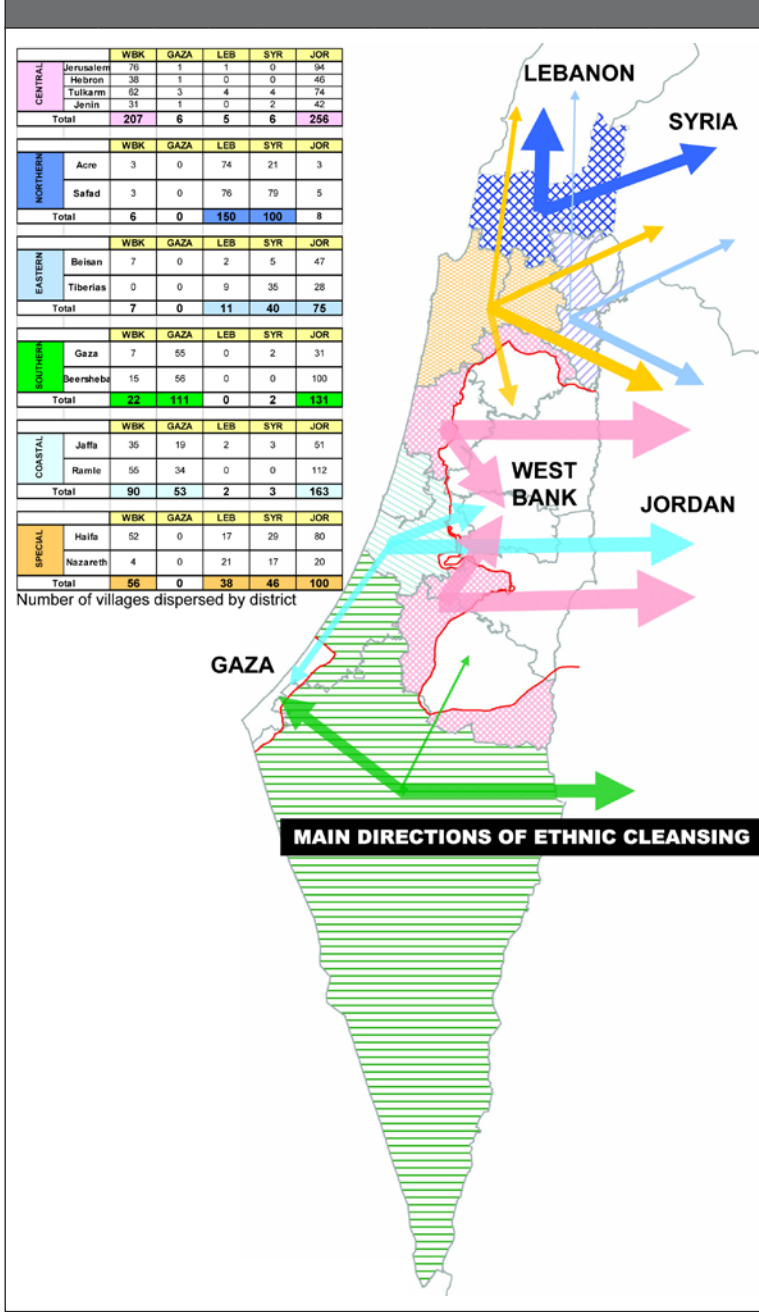 WBK GAZA LEB SYR JOR
CENTRAL
Jerusalem 76 1 1 0 94
Hebron 38 1 0 0 46
Tulkarm 62 3 4 4 74
Jenin 31 1 0 2 42
Total 207 6 5 6 256
WBK GAZA LEB SYR JOR
NORTHERN
Acre 3 0 74 21 3
Safad 3 0 76 79 5
Total 6 0 150 100 8
WBK GAZA LEB SYR JOR
EASTERN
Beisan 7 0 2 5 47
Tiberias 0 0 9 35 28
Total 7 0 11 40 75
WBK GAZA LEB SYR JOR
SOUTHERN
Gaza 7 55 0 2 31
Beersheba 15 56 0 0 100
Total 22 111 0 2 131
WBK GAZA LEB SYR JOR
COASTAL
Jaffa 35 19 2 3 51
Ramle 55 34 0 0 112
Total 90 53 2 3 163
WBK GAZA LEB SYR JOR
SPECIAL
Haifa 52 0 17 29 80
Nazareth 4 0 21 17 20
Total 56 0 38 46 100
Number of villages dispersed by district
LEBANON
SYRIA
WEST
BANK
JORDAN
GAZA
MAIN DIRECTIONS OF ETHNIC CLEANSING